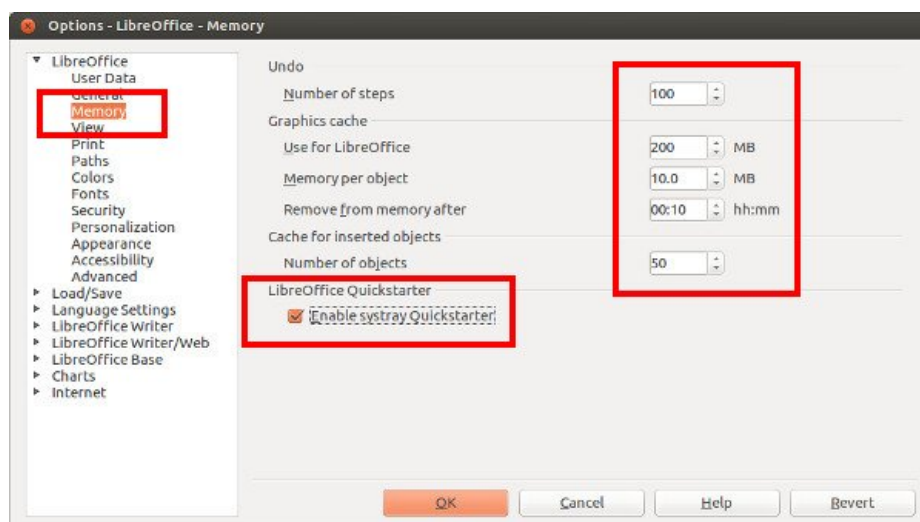 Options - LibreOffice - Memory
LibreOffice
User Data
General
Memory
View
Print
Paths
Colors
Fonts
Security
Personalization
Appearance
Accessibility
Advanced
Load/Save
Language Settings
LibreOffice Writer
LibreOffice Writer/Web
LibreOffice Base
Charts
Internet
Undo
Number of steps 100
Graphics cache
Use for LibreOffice 200 MB
Memory per object 10.0 MB
Remove from memory after 00:10 hh:mm
Cache for inserted objects
Number of objects 50
LibreOffice Quickstarter
Enable systray Quickstarter
OK Cancel Help Revert